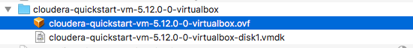 cloudera-quickstart-vm-5.12.0-0-virtualbox
cloudera-quickstart-vm-5.12.0-0-virtualbox.ovf
cloudera-quickstart-vm-5.12.0-0-virtualbox-disk1.vmdk